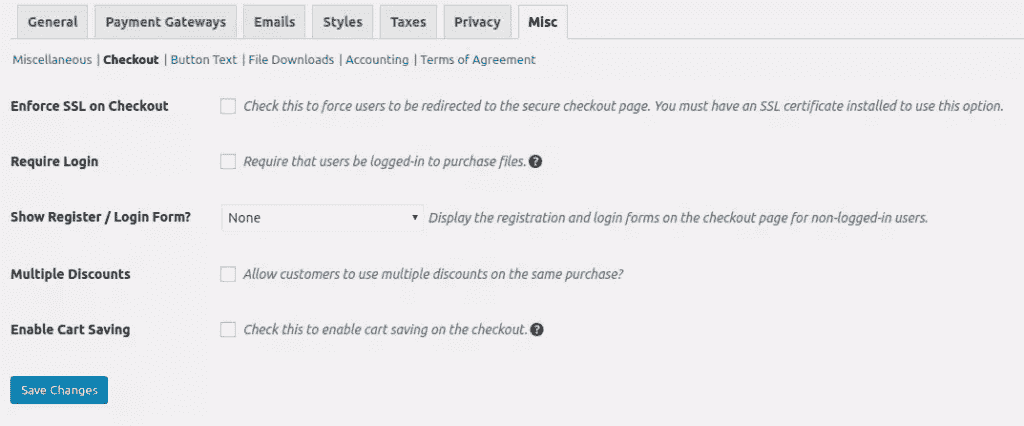 General Payment Gateways Emails Styles Taxes Privacy Misc
Miscellaneous | Checkout | Button Text | File Downloads | Accounting | Terms of Agreement
Enforce SSL on Checkout Check this to force users to be redirected to the secure checkout page. You must have an SSL certificate installed to use this option.
Require Login Require that users be logged-in to purchase files. ?
Show Register / Login Form? None Display the registration and login forms on the checkout page for non-logged-in users.
Multiple Discounts Allow customers to use multiple discounts on the same purchase?
Enable Cart Saving Check this to enable cart saving on the checkout. ?
Save Changes